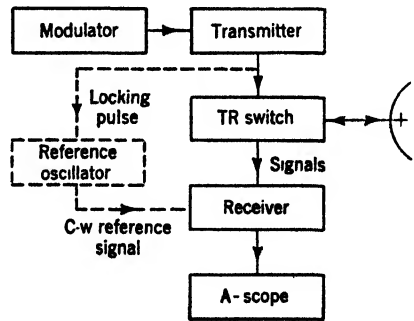 Modulator
Transmitter
Locking
pulse
TR switch
Reference
oscillator
Signals
C-w reference
signal
Receiver
A-scope